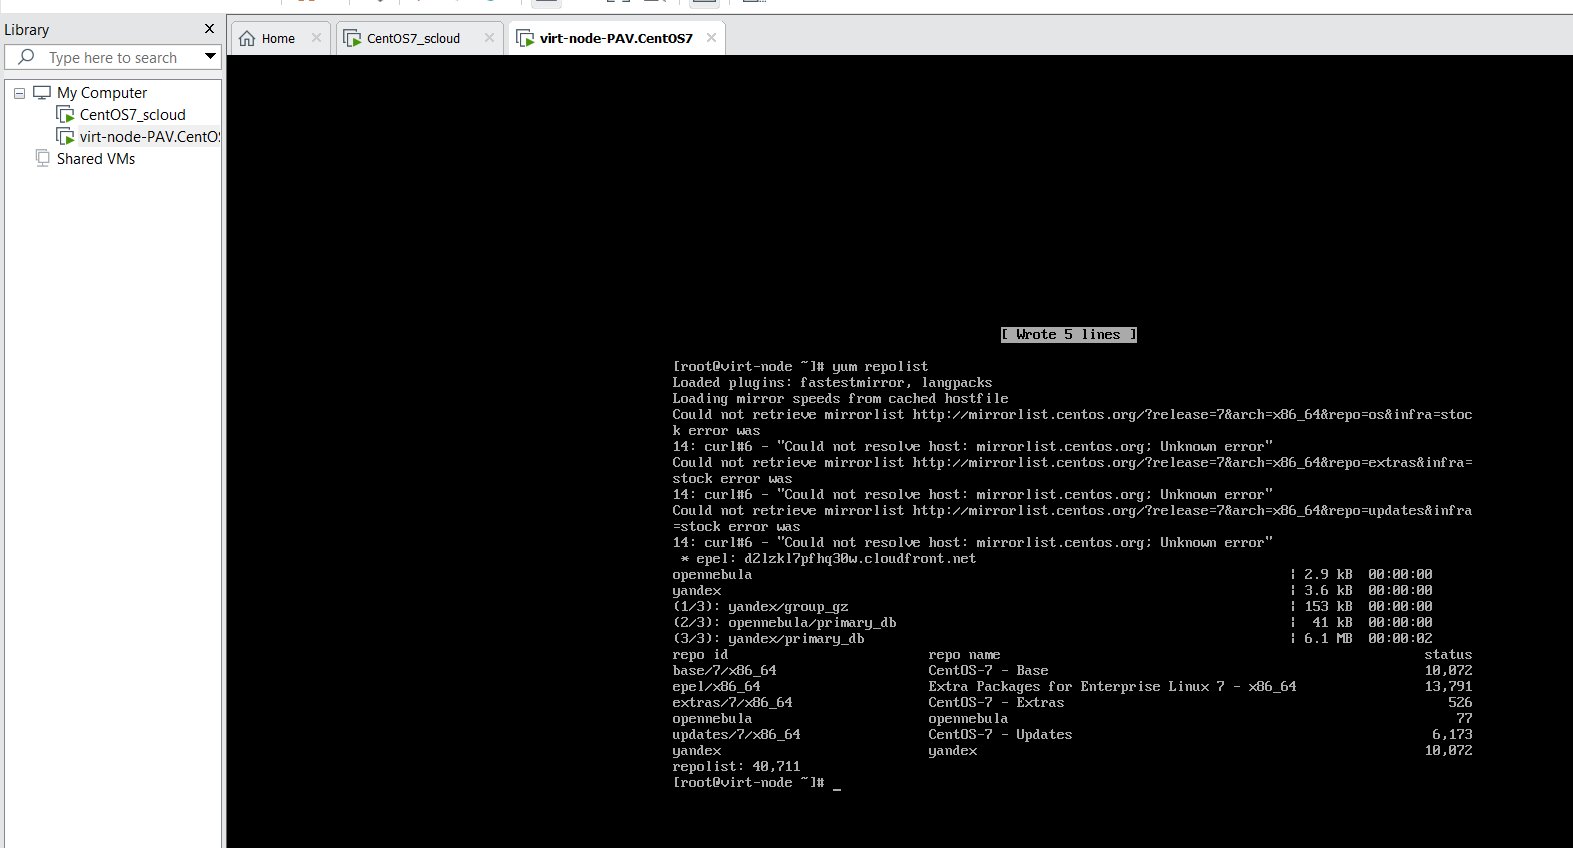 Library
Type here to search
My Computer
CentOS7_scloud
virt-node-PAV.CentOS
Shared VMs
Home
CentOS7_scloud
virt-node-PAV.CentOS7
[ Wrote 5 lines ]
[root@virt-node ~]# yum repolist
Loaded plugins: fastestmirror, langpacks
Loading mirror speeds from cached hostfile
Could not retrieve mirrorlist http://mirrorlist.centos.org/?release=7&arch=x86_64&repo=os&infra=stoc
k error was
14: curl#6 - "Could not resolve host: mirrorlist.centos.org; Unknown error"
Could not retrieve mirrorlist http://mirrorlist.centos.org/?release=7&arch=x86_64&repo=extras&infra=
stock error was
14: curl#6 - "Could not resolve host: mirrorlist.centos.org; Unknown error"
Could not retrieve mirrorlist http://mirrorlist.centos.org/?release=7&arch=x86_64&repo=updates&infra
=stock error was
14: curl#6 - "Could not resolve host: mirrorlist.centos.org; Unknown error"
* epel: d2lzkl7pfhq30w.cloudfront.net
opennebula | 2.9 kB 00:00:00
yandex | 3.6 kB 00:00:00
(1/3): yandex/group_gz | 153 kB 00:00:00
(2/3): opennebula/primary_db | 41 kB 00:00:00
(3/3): yandex/primary_db | 6.1 MB 00:00:02
repo id repo name status
base/7/x86_64 CentOS-7 - Base 10,072
epel/x86_64 Extra Packages for Enterprise Linux 7 - x86_64 13,791
extras/7/x86_64 CentOS-7 - Extras 526
opennebula opennebula 77
updates/7/x86_64 CentOS-7 - Updates 6,173
yandex yandex 10,072
repolist: 40,711
[root@virt-node ~]# _